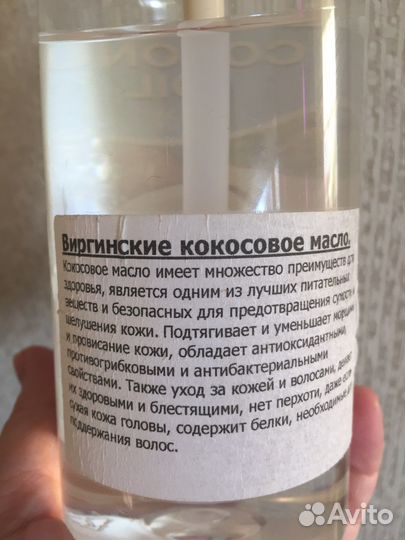 COCON
OIL
Виргинские кокосовое масло.
Кокосовое масло имеет множество преимуществ для
здоровья, является одним из лучших питательных
веществ и безопасных для предотвращения сухости и
шелушения кожи. Подтягивает и уменьшает морщины
и провисание кожи, обладает антиоксидантными,
противогрибковыми и антибактериальными
свойствами. Также уход за кожей и волосами, делает
их здоровыми и блестящими, нет перхоти, даже если
сухая кожа головы, содержит белки, необходимые для
поддержания волос.
Avito